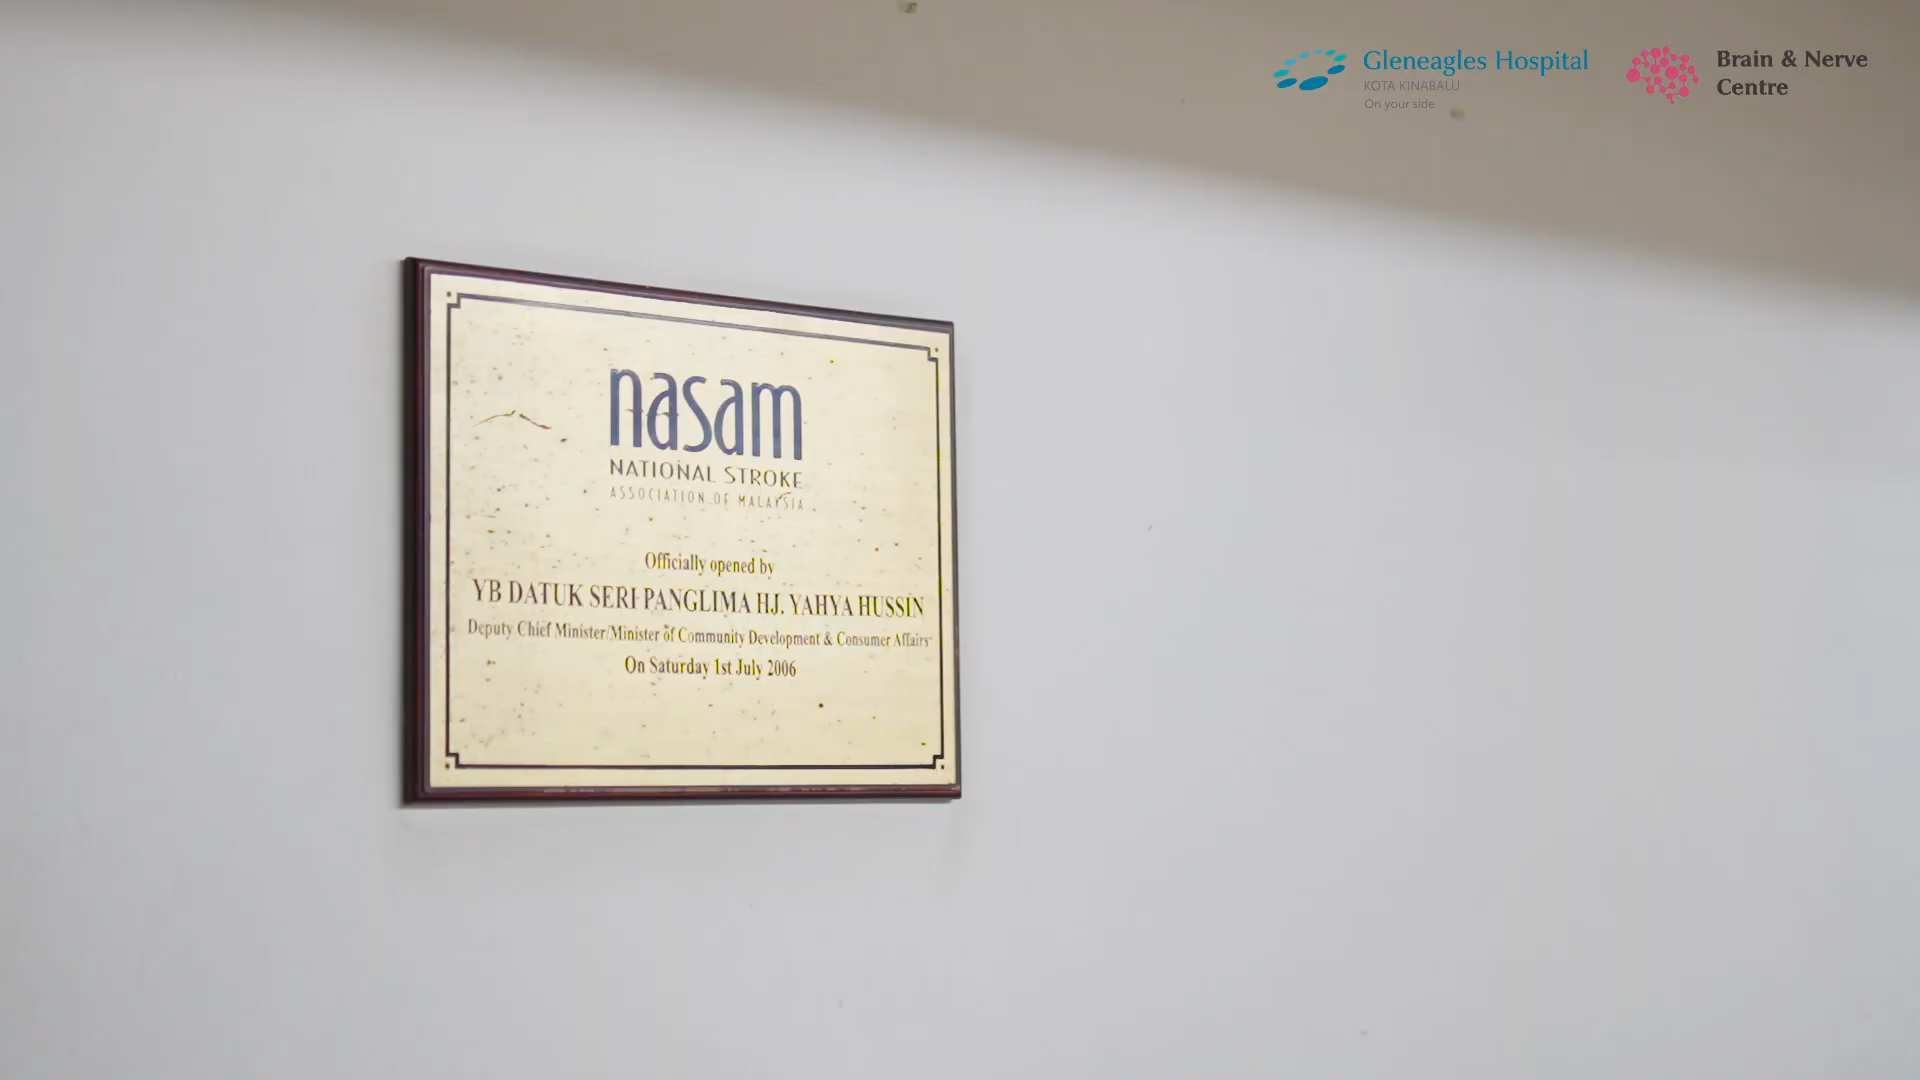 Gleneagles Hospital
KOTA KINABALU
On your side
Brain & Nerve
Centre
nasam
NATIONAL STROKE
ASSOCIATION OF MALAYSIA
Officially opened by
YB DATUK SERI PANGLIMA HJ. YAHYA HUSSIN
Deputy Chief Minister/Minister of Community Development & Consumer Affairs
On Saturday 1st July 2006